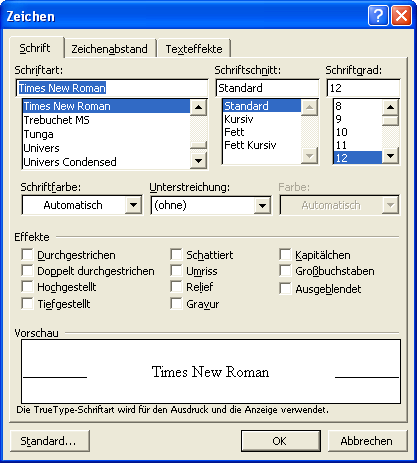 Zeichen
Schrift Zeichenabstand Texteffekte
Schriftart: Schriftschnitt: Schriftgrad:
Times New Roman Standard 12
Times New Roman Standard 8
Trebuchet MS Kursiv 9
Tunga Fett 10
Univers Fett Kursiv 11
Univers Condensed 12
Schriftfarbe: Unterstreichung: Farbe:
Automatisch (ohne) Automatisch
Effekte
Durchgestrichen Schattiert Kapitälchen
Doppelt durchgestrichen Umriss Großbuchstaben
Hochgestellt Relief Ausgeblendet
Tiefgestellt Gravur
Vorschau
Times New Roman
Die TrueType-Schriftart wird für den Ausdruck und die Anzeige verwendet.
Standard... OK Abbrechen